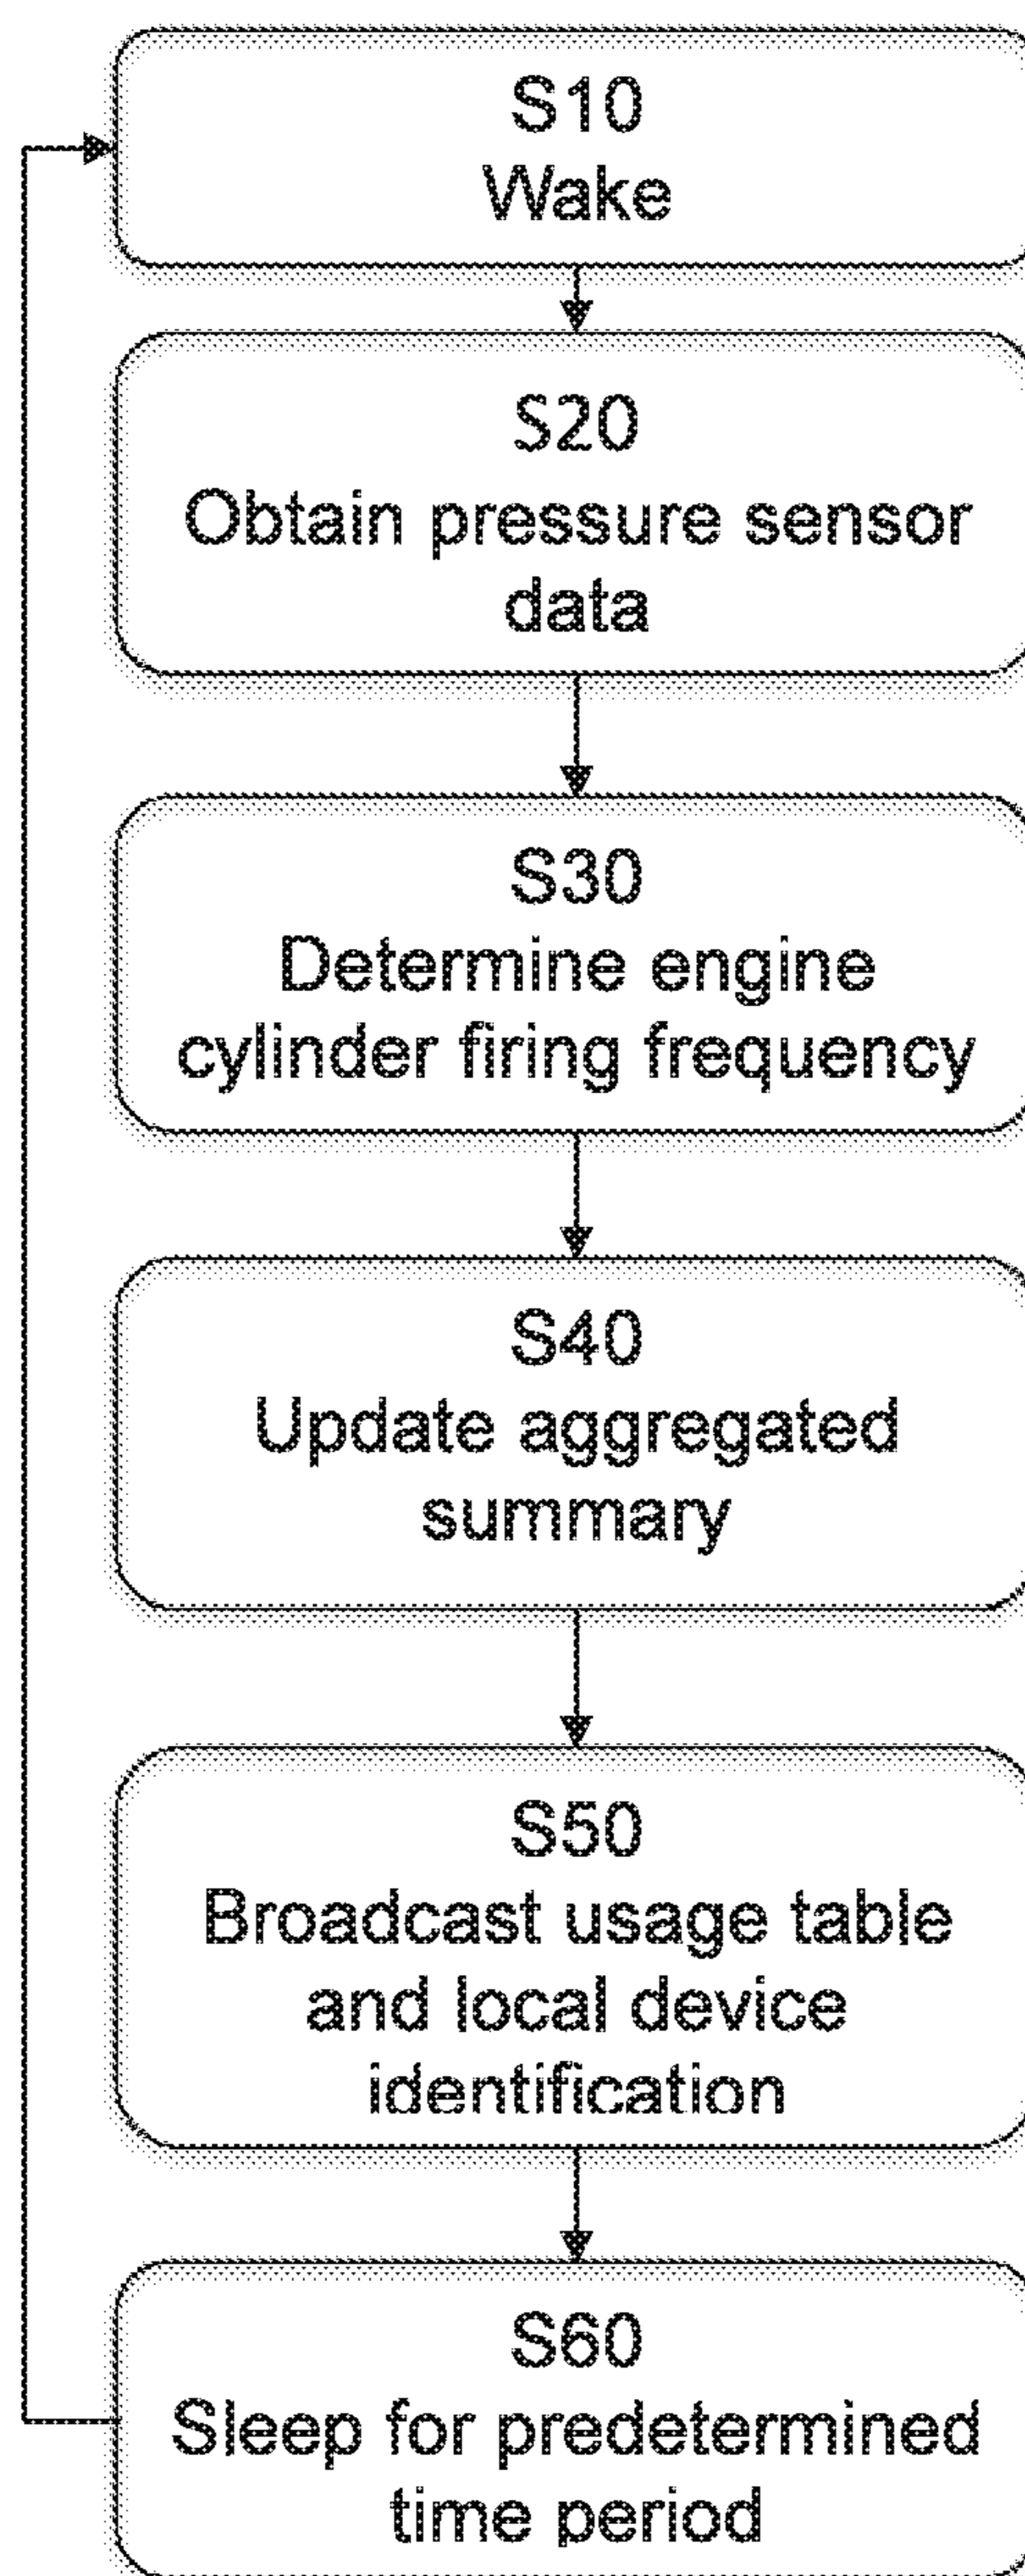 S10
Wake
S20
Obtain pressure sensor
data
S30
Determine engine
cylinder firing frequency
S40
Update aggregated
summary
S50
Broadcast usage table
and local device
identification
S60
Sleep for predetermined
time period